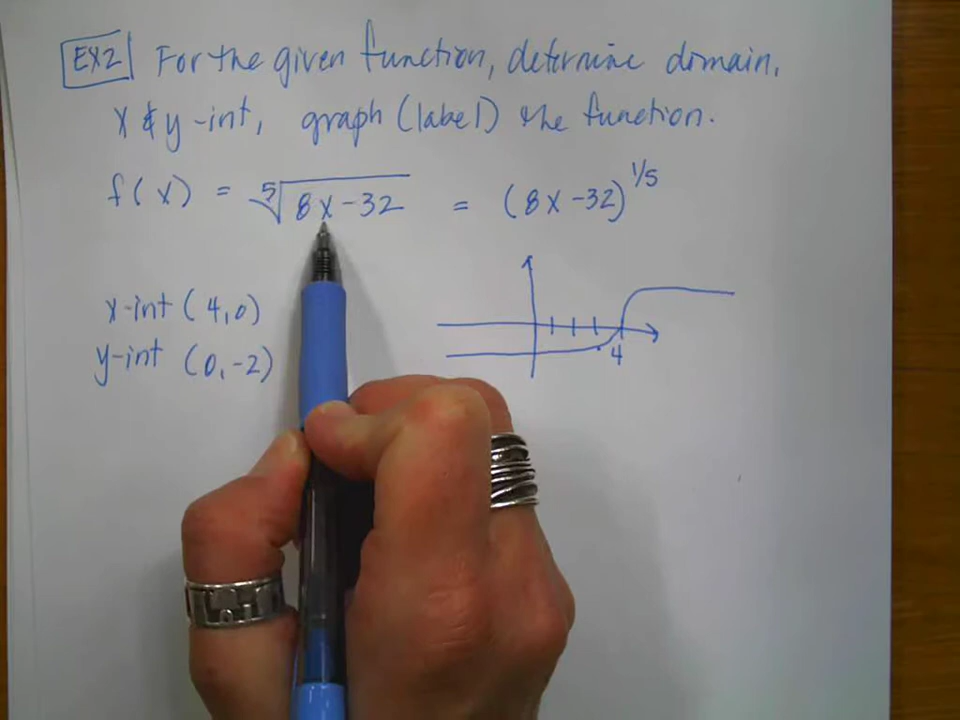 EX2 For the given function, determine domain,
x & y-int, graph (label) the function.
f(x) = ⁵√(8x-32) = (8x-32)^1/5
x-int (4,0)
y-int (0,-2)
4